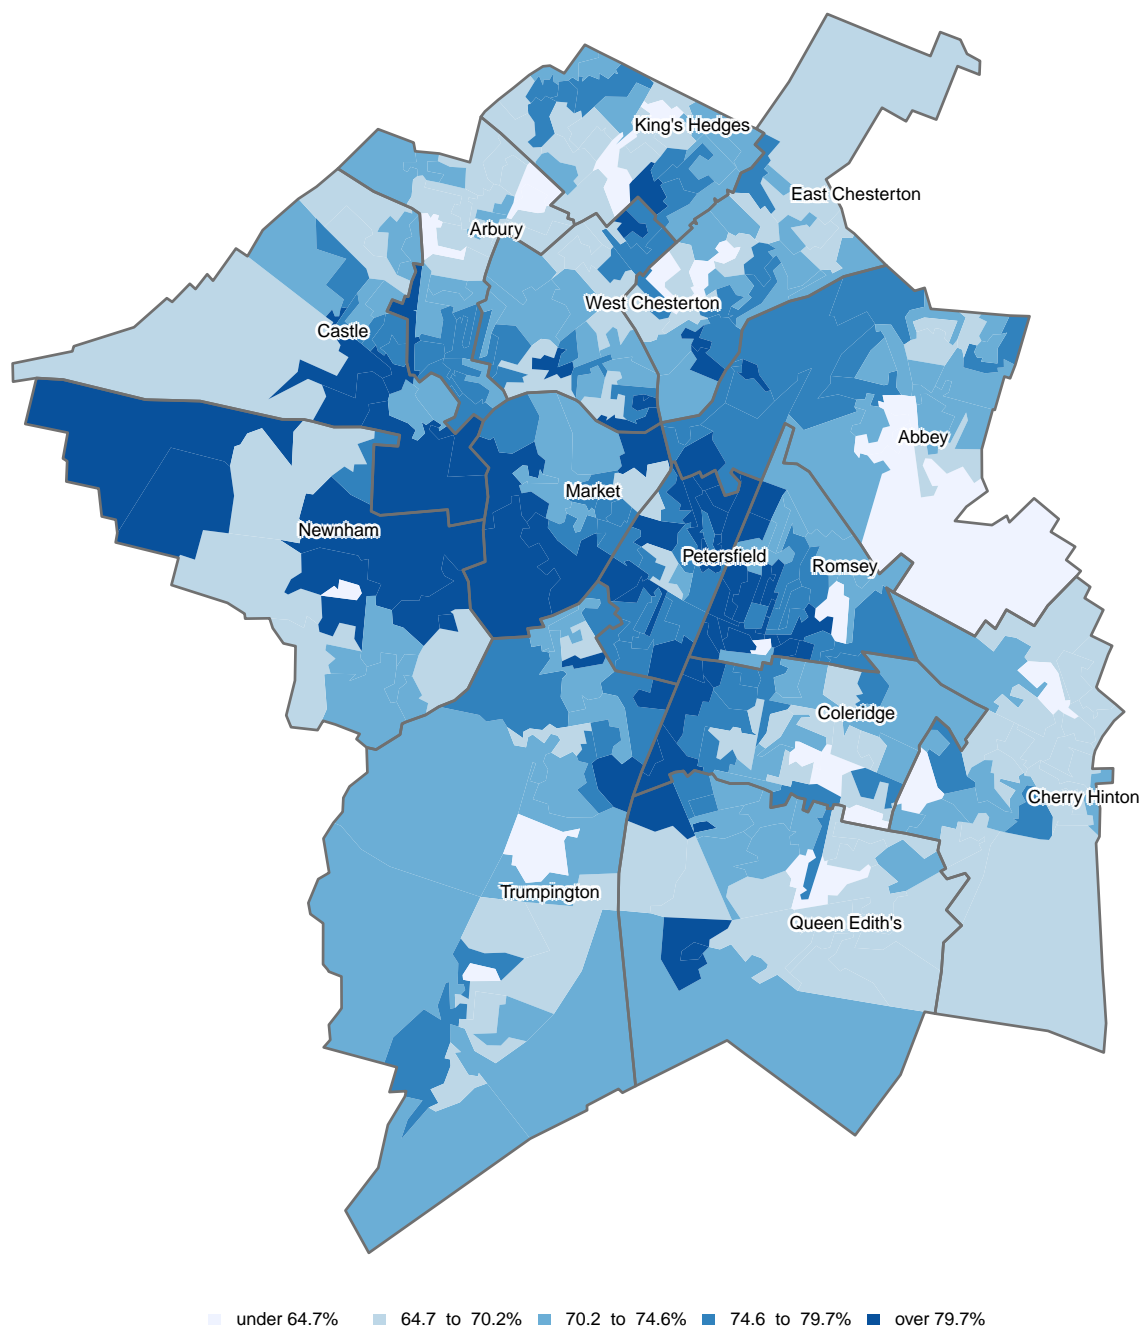 King's Hedges
East Chesterton
Arbury
West Chesterton
Castle
Abbey
Market
Newnham
Petersfield
Romsey
Coleridge
Cherry Hinton
Trumpington
Queen Edith's
under 64.7%
64.7 to 70.2%
70.2 to 74.6%
74.6 to 79.7%
over 79.7%